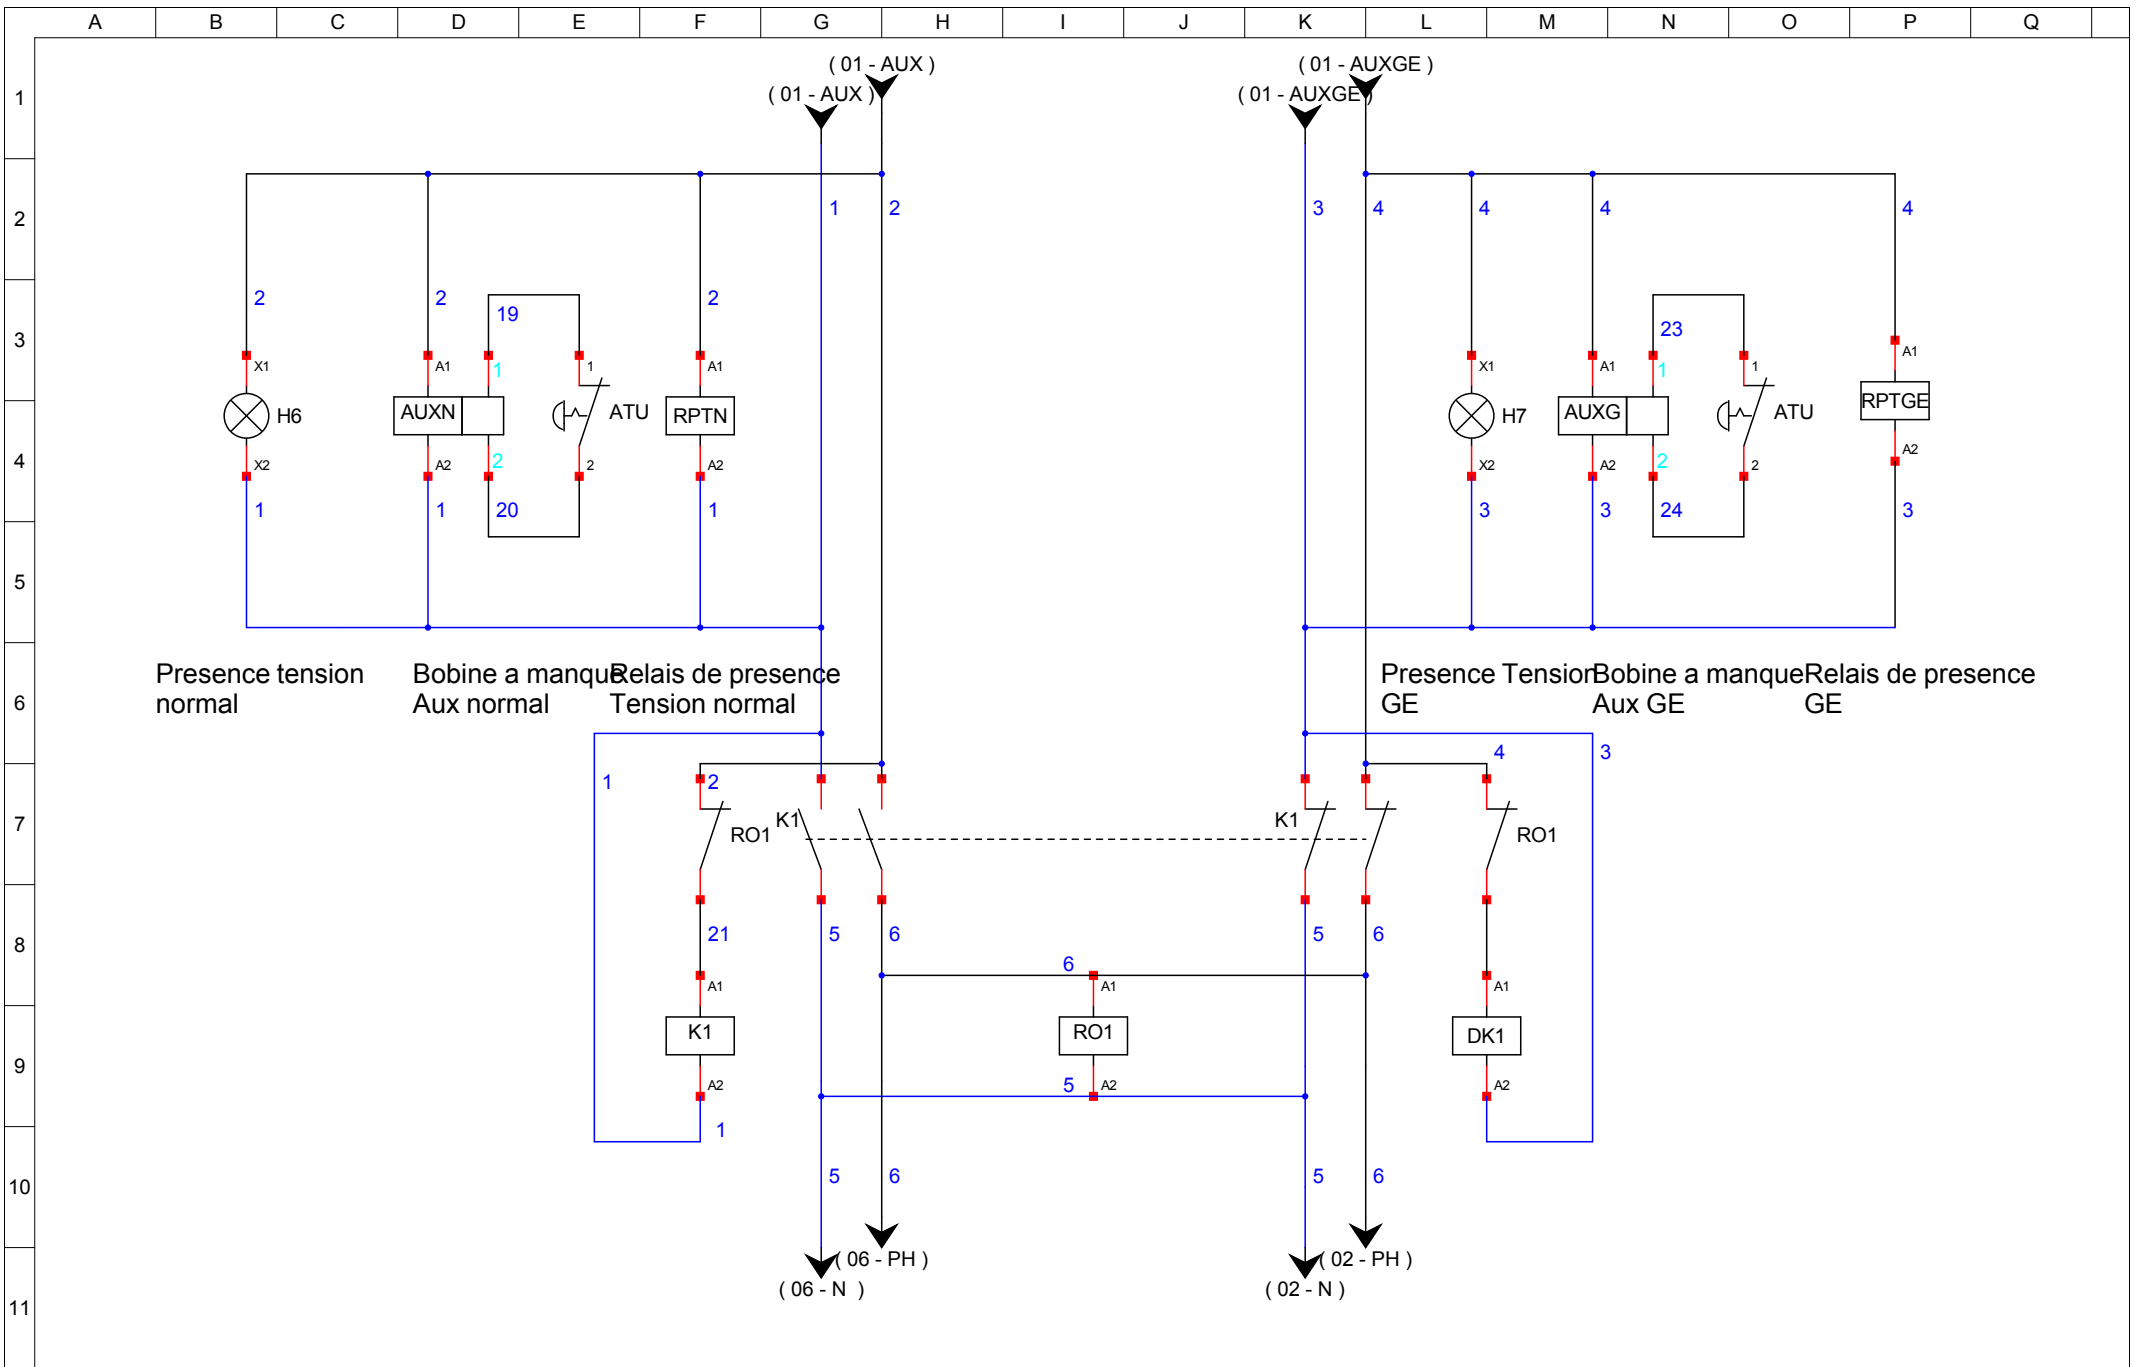 A B C D E F G H I J K L M N O P Q
( 01 - AUX ) ( 01 - AUXGE )
1 ( 01 - AUX ) ( 01 - AUXGE )
2 1 2 3 4 4 4 4
2 2 19 2 23
3 X1 A1 1 1 A1 X1 A1 1 1 A1
H6 AUXN ATU RPTN H7 AUXG ATU RPTGE
4 X2 A2 2 2 A2 X2 A2 2 2 A2
1 1 20 1 3 3 24 3
5
Presence tension Bobine a manque Relais de presence Presence Tension Bobine a manque Relais de presence
6 normal Aux normal Tension normal GE Aux GE GE
4 3
1 2
7 RO1 K1 K1 RO1
8 21 5 6 5 6
6
A1 A1 A1
K1 RO1 DK1
9
A2 5 A2 A2
1
10 5 6 5 6
( 06 - PH ) ( 02 - PH )
( 06 - N ) ( 02 - N )
11